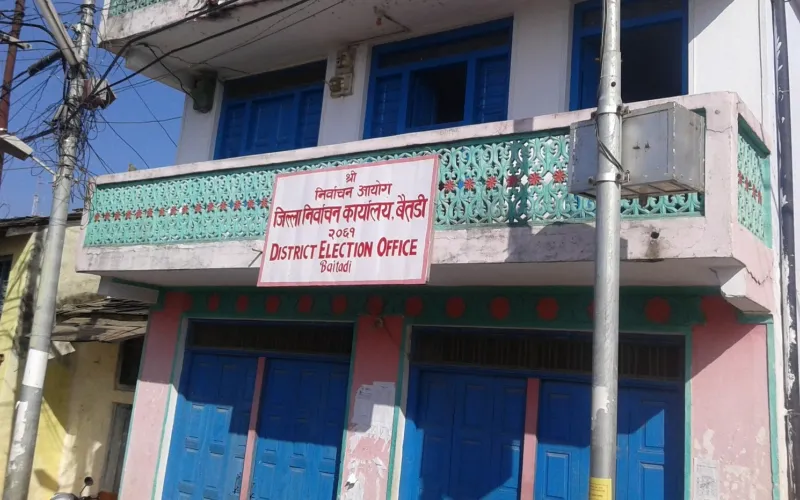 श्री
निर्वाचन आयोग
जिल्ला निर्वाचन कार्यालय, बैतडी
२०६१
DISTRICT ELECTION OFFICE
Baitadi